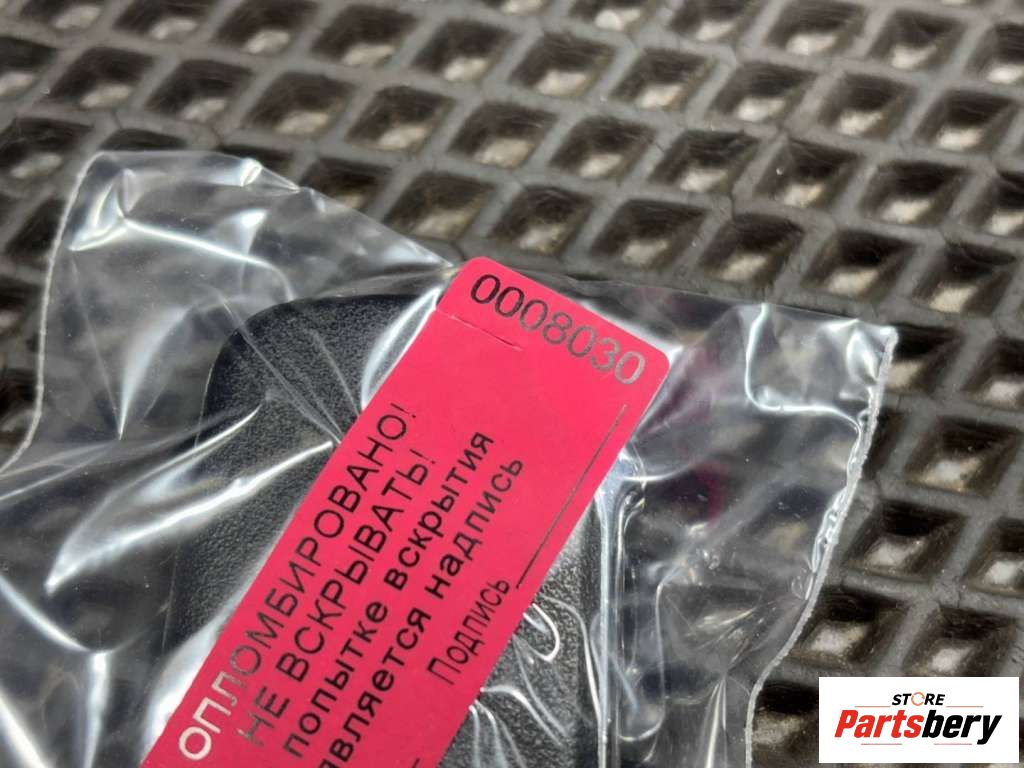 0008030
ОПЛОМБИРОВАНО!
НЕ ВСКРЫВАТЬ!
попытке вскрытия
является надпись
Подпись
STORE
Partsbery